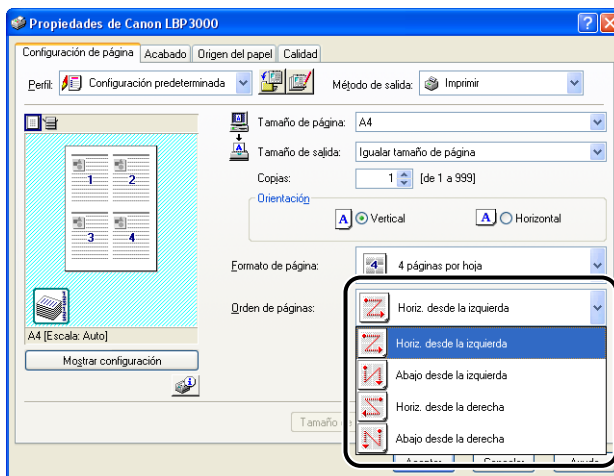 Propiedades de Canon LBP3000
Configuración de página Acabado Origen del papel Calidad
Perfil: Configuración predeterminada Método de salida: Imprimir
Tamaño de página: A4
Tamaño de salida: Igualar tamaño de página
Copias: 1 [de 1 a 999]
Orientación
A Vertical A Horizontal
1 2
3 4
Formato de página: 4 páginas por hoja
Orden de páginas: Horiz. desde la izquierda
A4 [Escala: Auto]
Mostrar configuración
Horiz. desde la izquierda
Abajo desde la izquierda
Horiz. desde la derecha
Abajo desde la derecha
Tamaño
Aceptar Cancelar Ayuda